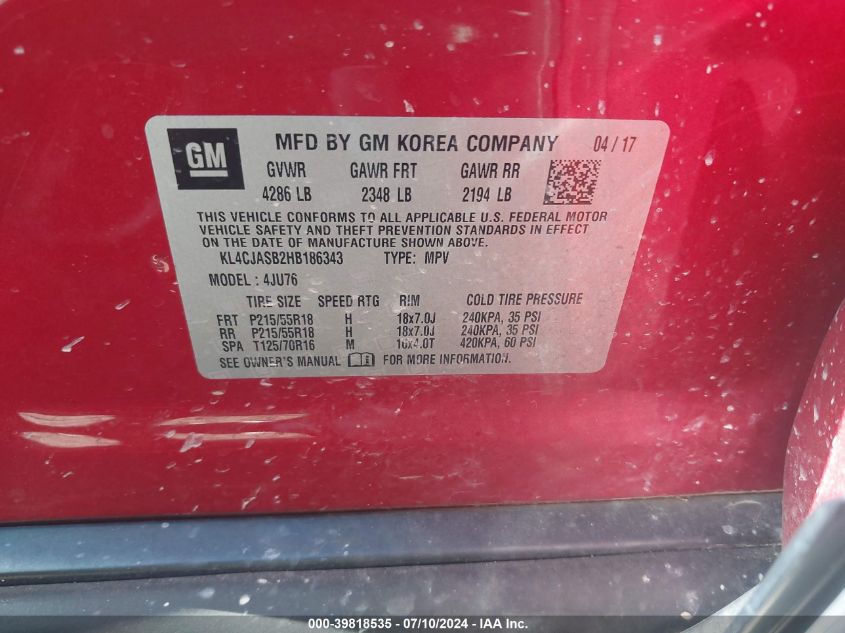 GM MFD BY GM KOREA COMPANY 04/17
GVWR GAWR FRT GAWR RR
4286 LB 2348 LB 2194 LB
THIS VEHICLE CONFORMS TO ALL APPLICABLE U.S. FEDERAL MOTOR
VEHICLE SAFETY AND THEFT PREVENTION STANDARDS IN EFFECT
ON THE DATE OF MANUFACTURE SHOWN ABOVE.
KL4CJASB2HB186343 TYPE: MPV
MODEL : 4JU76
TIRE SIZE SPEED RTG RIM COLD TIRE PRESSURE
FRT P215/55R18 H 18x7.0J 240KPA, 35 PSI
RR P215/55R18 H 18x7.0J 240KPA, 35 PSI
SPA T125/70R16 M 16x4.0T 420KPA, 60 PSI
SEE OWNER'S MANUAL FOR MORE INFORMATION.
000-39818535 - 07/10/2024 - IAA Inc.